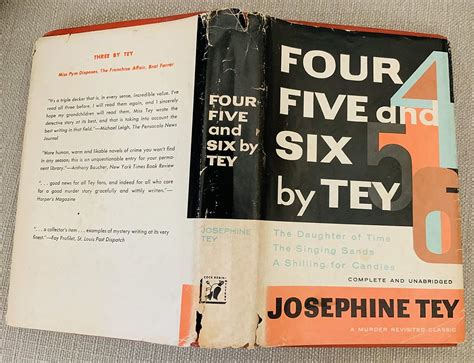 THREE BY TEY
Miss Pym Disposes, The Franchise Affair, Brat Farrar
"It's a triple decker that is, in every sense, incredible value. I've
read all three before, I will read them again, and I sincerely
hope my grandchildren will read them. Miss Tey wrote the
detective story at its best, and that is taking into account the
best writing in that field."—Michael Leigh, The Pensacola News
Journal
"More human, warm and likable novels of crime you won't find
in any season; this is an unquestionable entry for your perma-
nent library."—Anthony Boucher, New York Times Book Review
". . . good news for all Tey fans, and indeed for all who care
for a good murder story gracefully and wittily written."—
Harper's Magazine
". . . a collector's item . . . examples of mystery writing at its very
finest."—Ray Profilet, St. Louis Post Dispatch
FOUR
FIVE
and
SIX by
TEY
JOSEPHINE
TEY
COCK ROBIN
FOUR
FIVE and
SIX
by TEY
4
5
6
The Daughter of Time
The Singing Sands
A Shilling for Candles
COMPLETE AND UNABRIDGED
JOSEPHINE TEY
A MURDER REVISITED CLASSIC